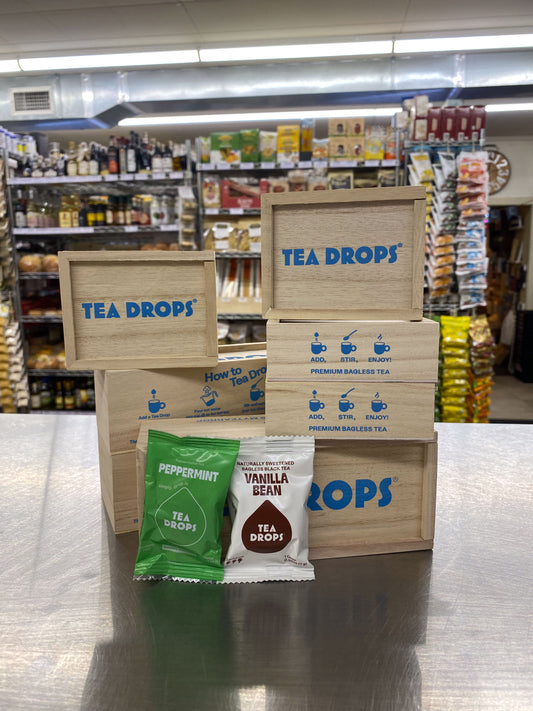 TEA DROPS®
TEA DROPS®
ADD, STIR, ENJOY!
PREMIUM BAGLESS TEA
How to
Tea Drop
Add a Tea Drop
ADD, STIR, ENJOY!
PREMIUM BAGLESS TEA
PEPPERMINT
TEA
DROPS
NATURALLY SWEETENED
BAGLESS BLACK TEA
VANILLA
BEAN
TEA
DROPS
DROPS®